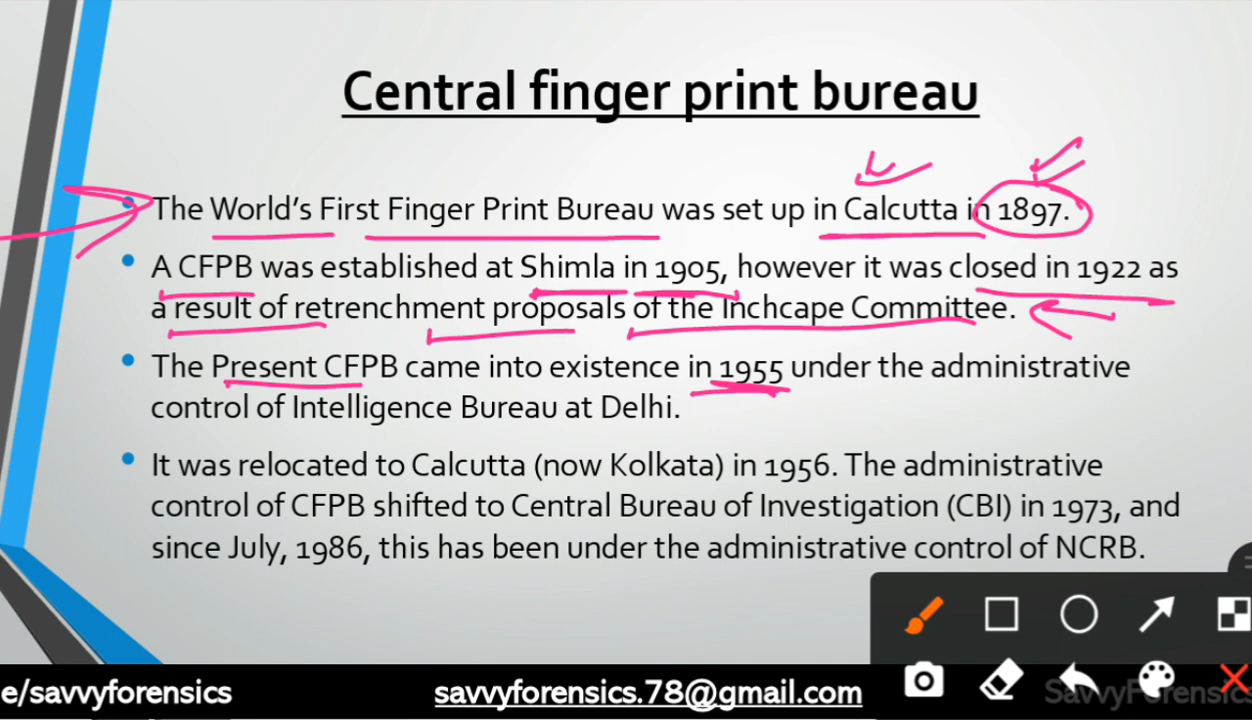 Central finger print bureau
The World's First Finger Print Bureau was set up in Calcutta in 1897.
A CFPB was established at Shimla in 1905, however it was closed in 1922 as
a result of retrenchment proposals of the Inchcape Committee.
The Present CFPB came into existence in 1955 under the administrative
control of Intelligence Bureau at Delhi.
It was relocated to Calcutta (now Kolkata) in 1956. The administrative
control of CFPB shifted to Central Bureau of Investigation (CBI) in 1973, and
since July, 1986, this has been under the administrative control of NCRB.
e/savvyforensics
savvyforensics.78@gmail.com
SavvyForensic